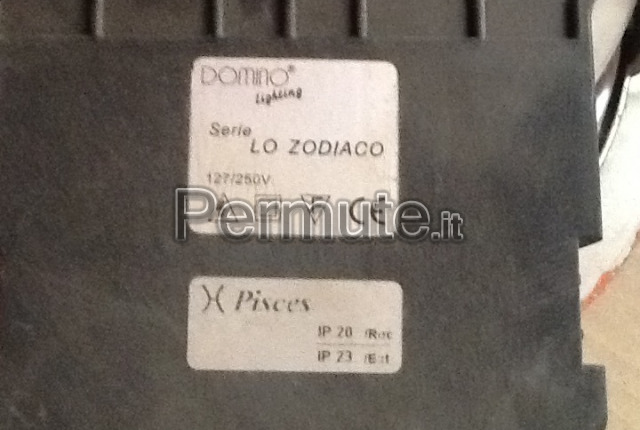 DOMINO®
Lighting
Serie
LO ZODIACO
127/250V
CE
Permute.it
Pisces
IP 20
IP 23